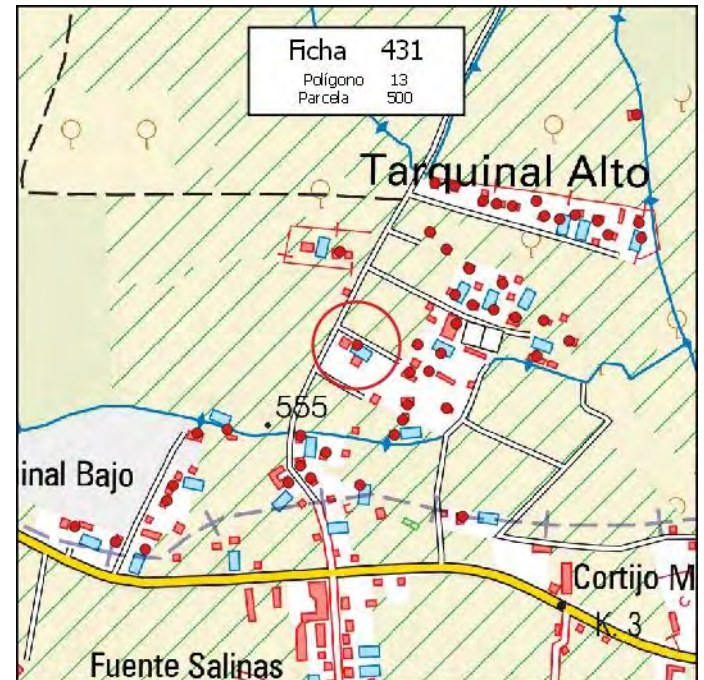 Ficha 431
Polígono 13
Parcela 500
Tarquinal Alto
555
inal Bajo
Cortijo M
K. 3
Fuente Salinas